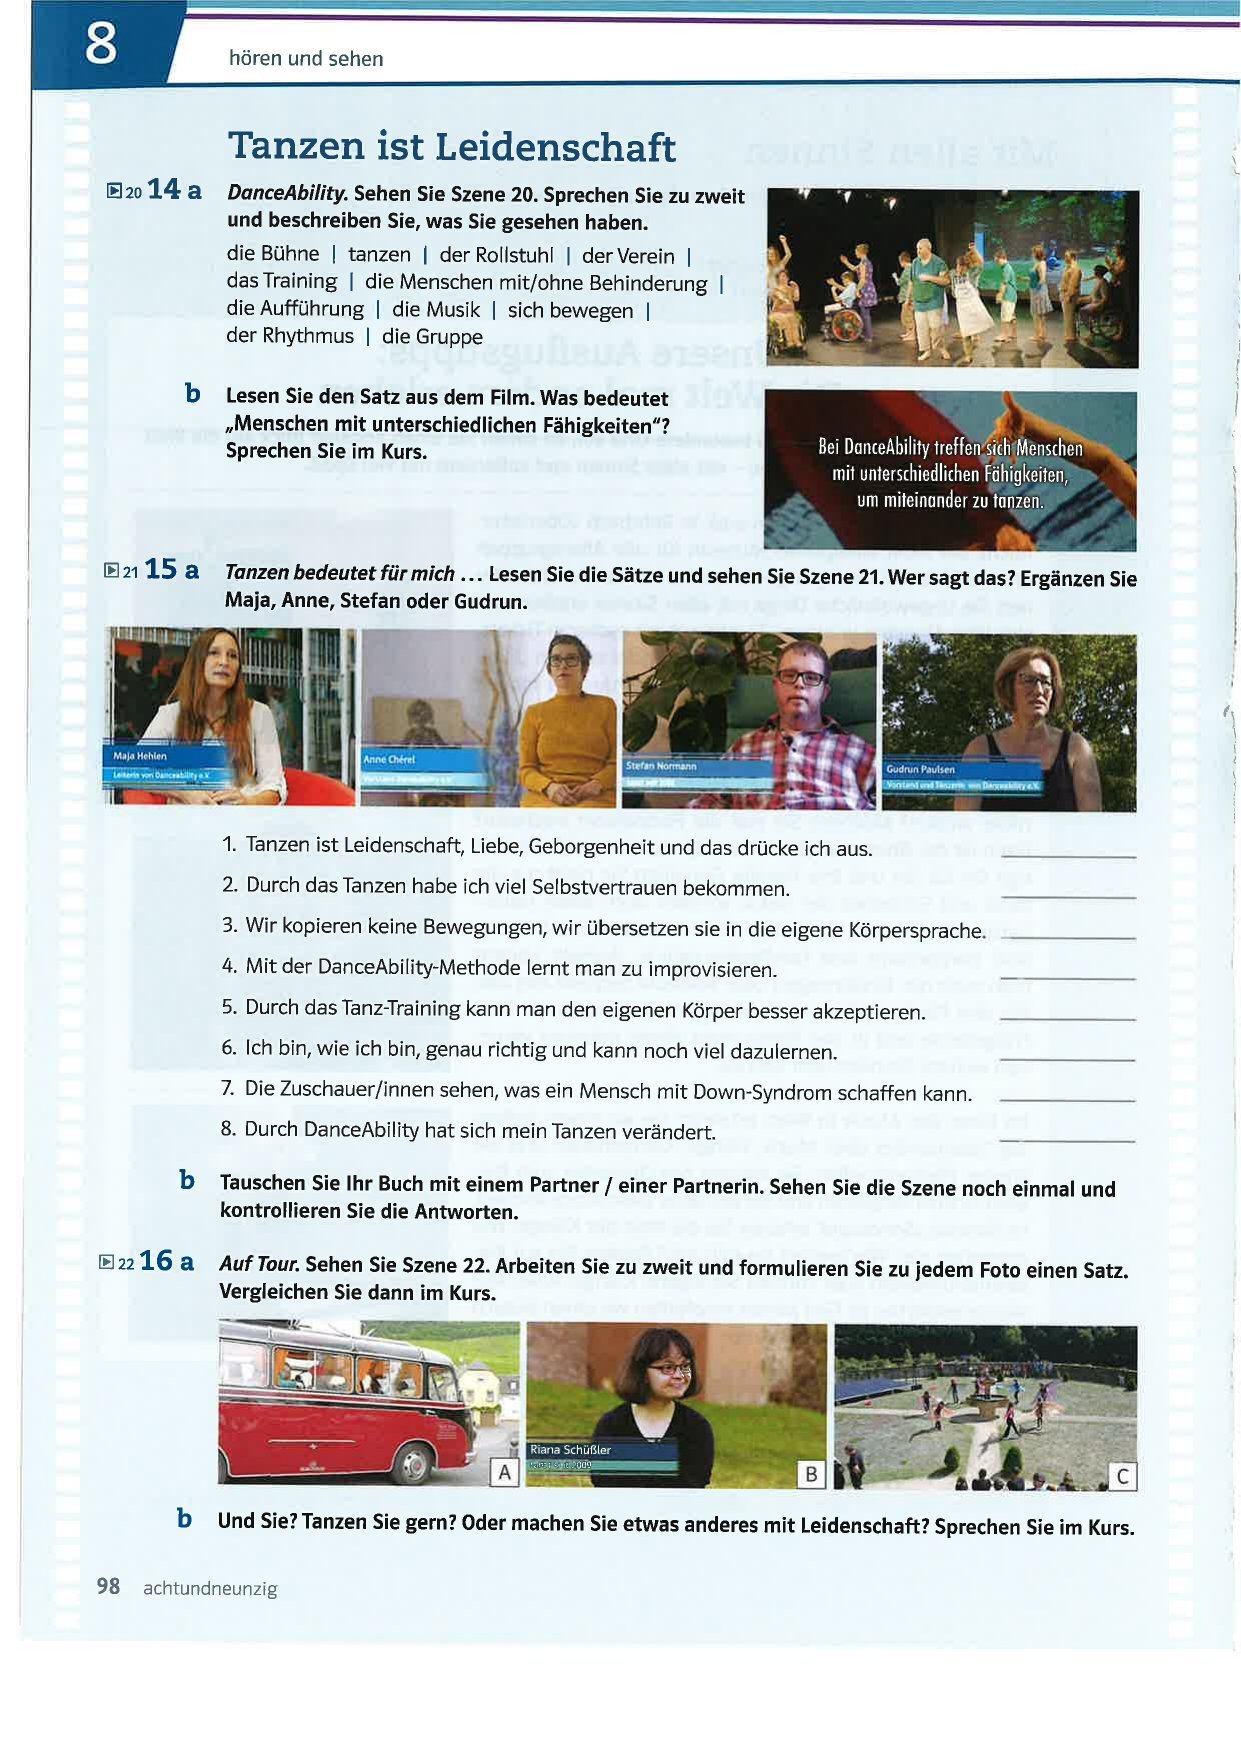 8
hören und sehen
Tanzen ist Leidenschaft
20 14 a DanceAbility. Sehen Sie Szene 20. Sprechen Sie zu zweit
und beschreiben Sie, was Sie gesehen haben.
die Bühne | tanzen | der Rollstuhl | der Verein |
das Training | die Menschen mit/ohne Behinderung |
die Aufführung | die Musik | sich bewegen |
der Rhythmus | die Gruppe
b Lesen Sie den Satz aus dem Film. Was bedeutet
„Menschen mit unterschiedlichen Fähigkeiten“?
Sprechen Sie im Kurs.
Bei DanceAbility treffen sich Menschen
mit unterschiedlichen Fähigkeiten,
um miteinander zu tanzen.
21 15 a Tanzen bedeutet für mich ... Lesen Sie die Sätze und sehen Sie Szene 21. Wer sagt das? Ergänzen Sie
Maja, Anne, Stefan oder Gudrun.
Maja Hehlen
Leiterin von Danceability e.V.
Anne Chérel
Vorstand Danceability e.V.
Stefan Normann
Gudrun Paulsen
Vorstand und Tänzerin von Danceability e.V.
1. Tanzen ist Leidenschaft, Liebe, Geborgenheit und das drücke ich aus.
2. Durch das Tanzen habe ich viel Selbstvertrauen bekommen.
3. Wir kopieren keine Bewegungen, wir übersetzen sie in die eigene Körpersprache.
4. Mit der DanceAbility-Methode lernt man zu improvisieren.
5. Durch das Tanz-Training kann man den eigenen Körper besser akzeptieren.
6. Ich bin, wie ich bin, genau richtig und kann noch viel dazulernen.
7. Die Zuschauer/innen sehen, was ein Mensch mit Down-Syndrom schaffen kann.
8. Durch DanceAbility hat sich mein Tanzen verändert.
b Tauschen Sie Ihr Buch mit einem Partner / einer Partnerin. Sehen Sie die Szene noch einmal und
kontrollieren Sie die Antworten.
22 16 a Auf Tour. Sehen Sie Szene 22. Arbeiten Sie zu zweit und formulieren Sie zu jedem Foto einen Satz.
Vergleichen Sie dann im Kurs.
A
Riana Schüßler
B
C
b Und Sie? Tanzen Sie gern? Oder machen Sie etwas anderes mit Leidenschaft? Sprechen Sie im Kurs.
98 achtundneunzig